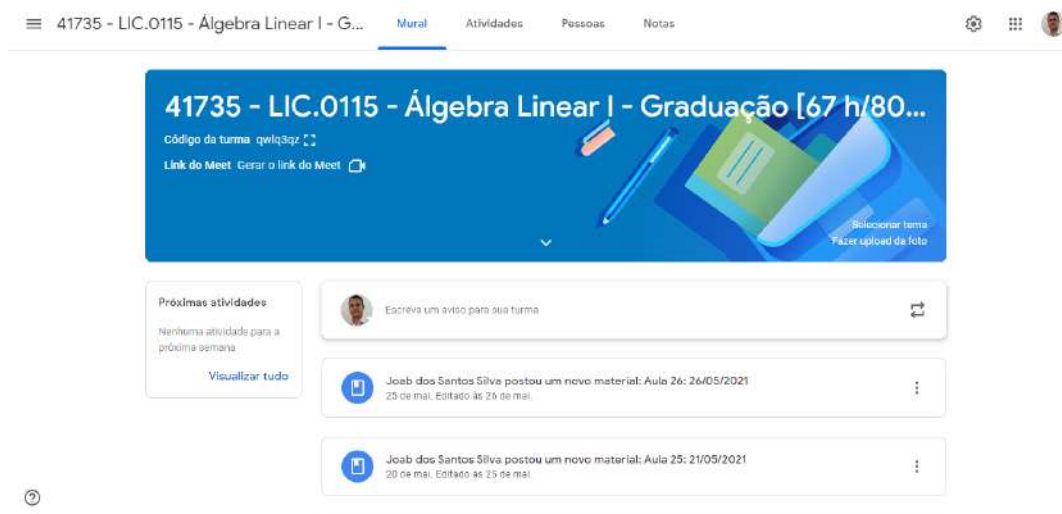 41735 - LIC.0115 - Álgebra Linear I - G...
Mural
Atividades
Pessoas
Notas
41735 - LIC.0115 - Álgebra Linear I - Graduação [67 h/80...
Código da turma qwlq3qz
Link do Meet Gerar o link do Meet
Selecionar tema
Fazer upload da foto
Próximas atividades
Nenhuma atividade para a
próxima semana
Visualizar tudo
Escreva um aviso para sua turma
Joab dos Santos Silva postou um novo material: Aula 26: 26/05/2021
25 de mai. Editado às 26 de mai.
Joab dos Santos Silva postou um novo material: Aula 25: 21/05/2021
20 de mai. Editado às 25 de mai.